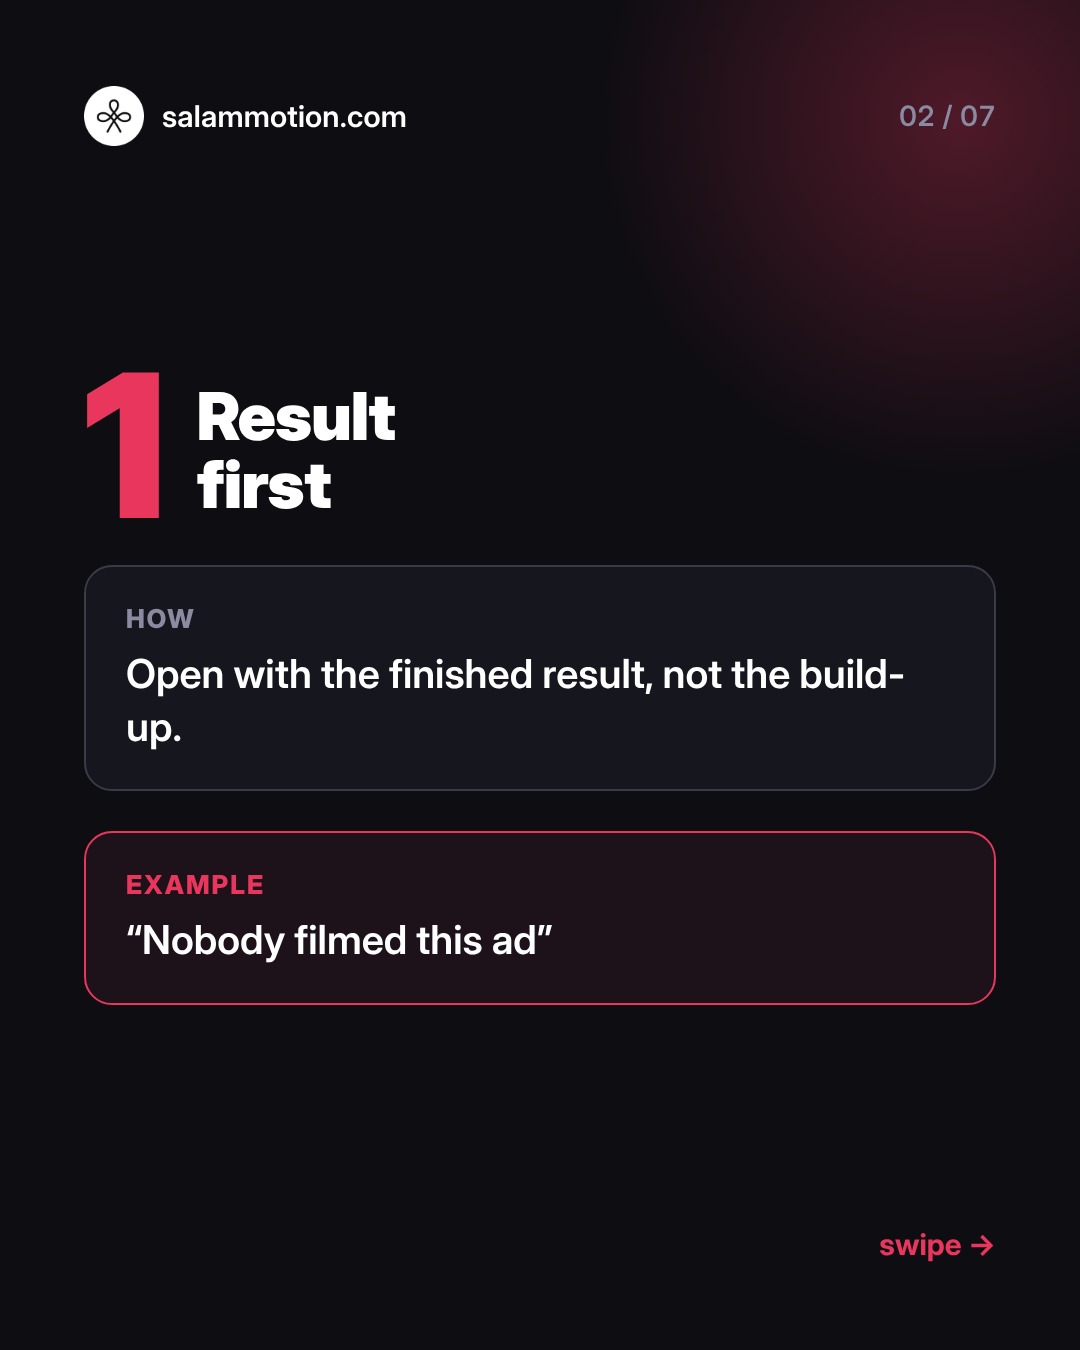 salammotion.com
02 / 07
1
Result
first
HOW
Open with the finished result, not the build-
up.
EXAMPLE
“Nobody filmed this ad”
swipe →